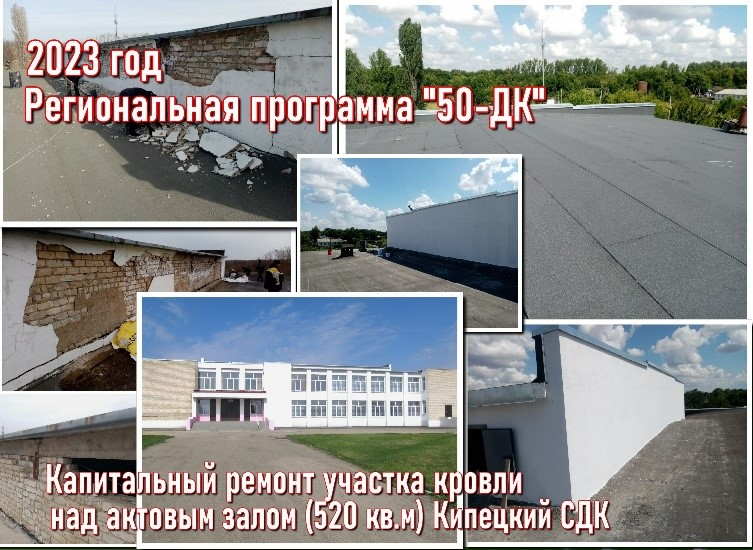 2023 год
Региональная программа "50-ДК"
Капитальный ремонт участка кровли
над актовым залом (520 кв.м) Кипецкий СДК